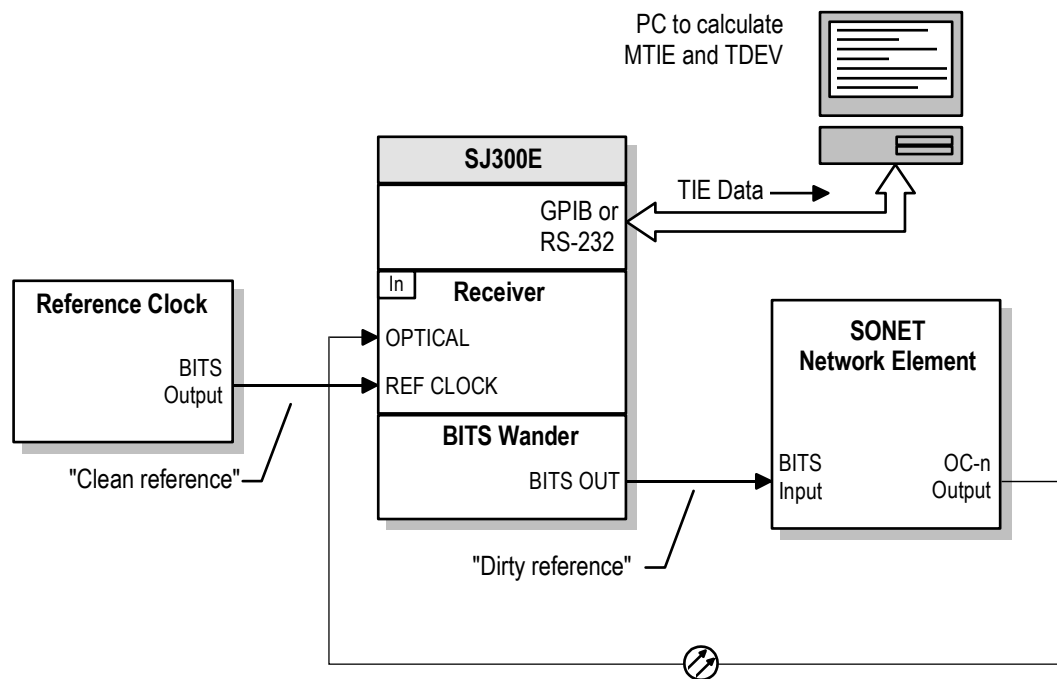 PC to calculate
MTIE and TDEV
SJ300E
TIE Data
GPIB or
RS-232
In
Receiver
Reference Clock
OPTICAL
SONET
Network Element
BITS
Output
REF CLOCK
BITS Wander
BITS
Input
OC-n
Output
"Clean reference"
BITS OUT
"Dirty reference"